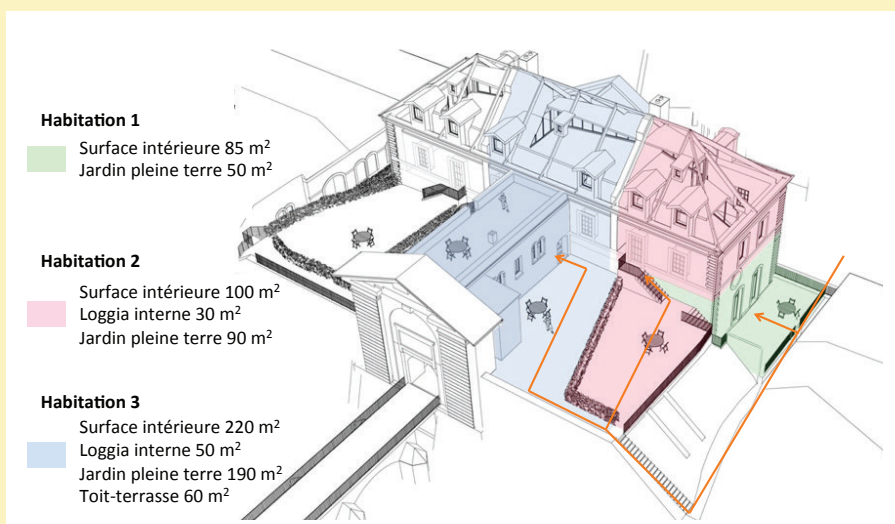 Habitation 1
Surface intérieure 85 m²
Jardin pleine terre 50 m²
Habitation 2
Surface intérieure 100 m²
Loggia interne 30 m²
Jardin pleine terre 90 m²
Habitation 3
Surface intérieure 220 m²
Loggia interne 50 m²
Jardin pleine terre 190 m²
Toit-terrasse 60 m²